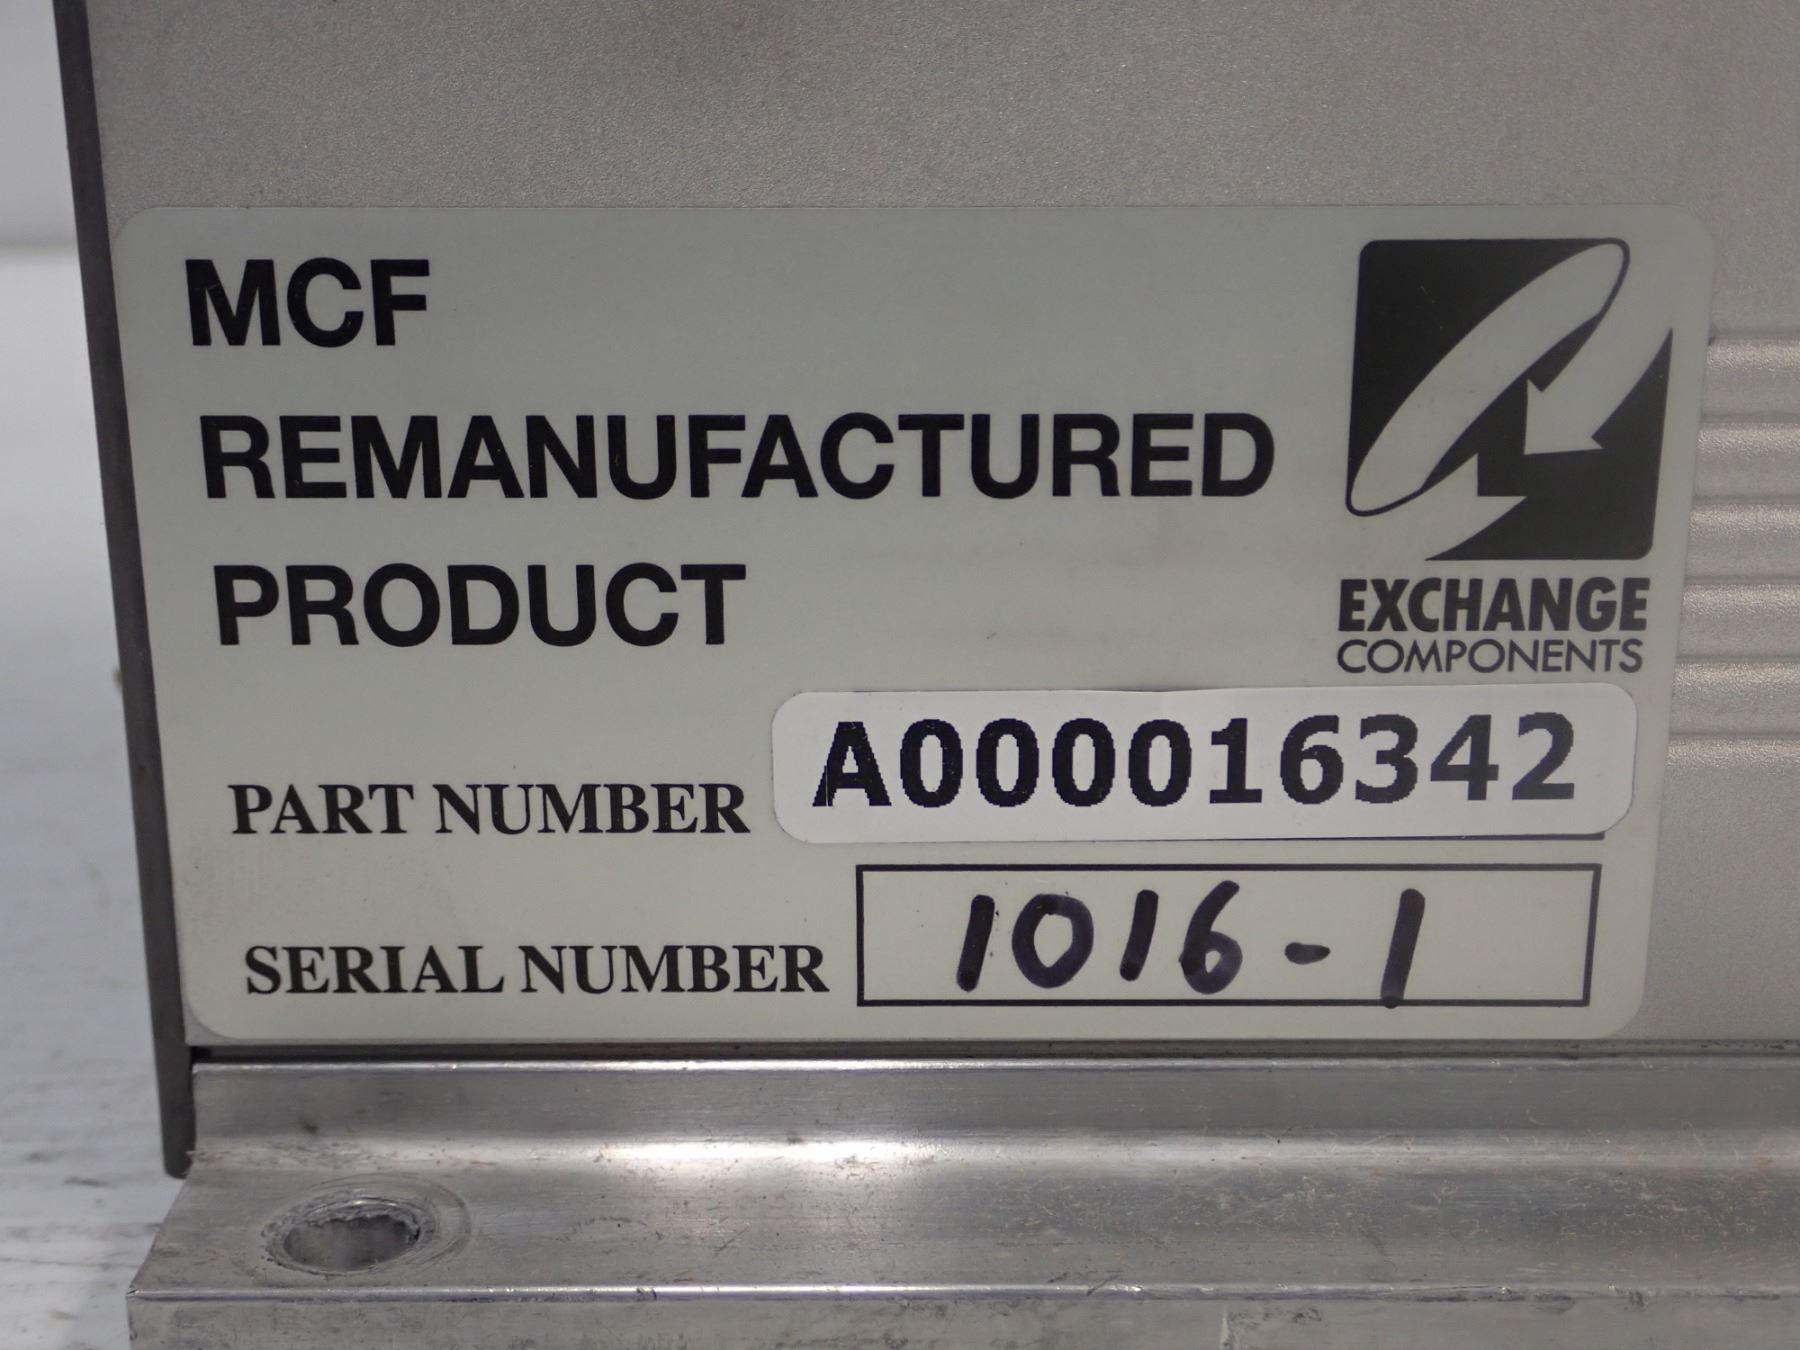 MCF
REMANUFACTURED
PRODUCT
EXCHANGE
COMPONENTS
PART NUMBER A000016342
SERIAL NUMBER 1016-1